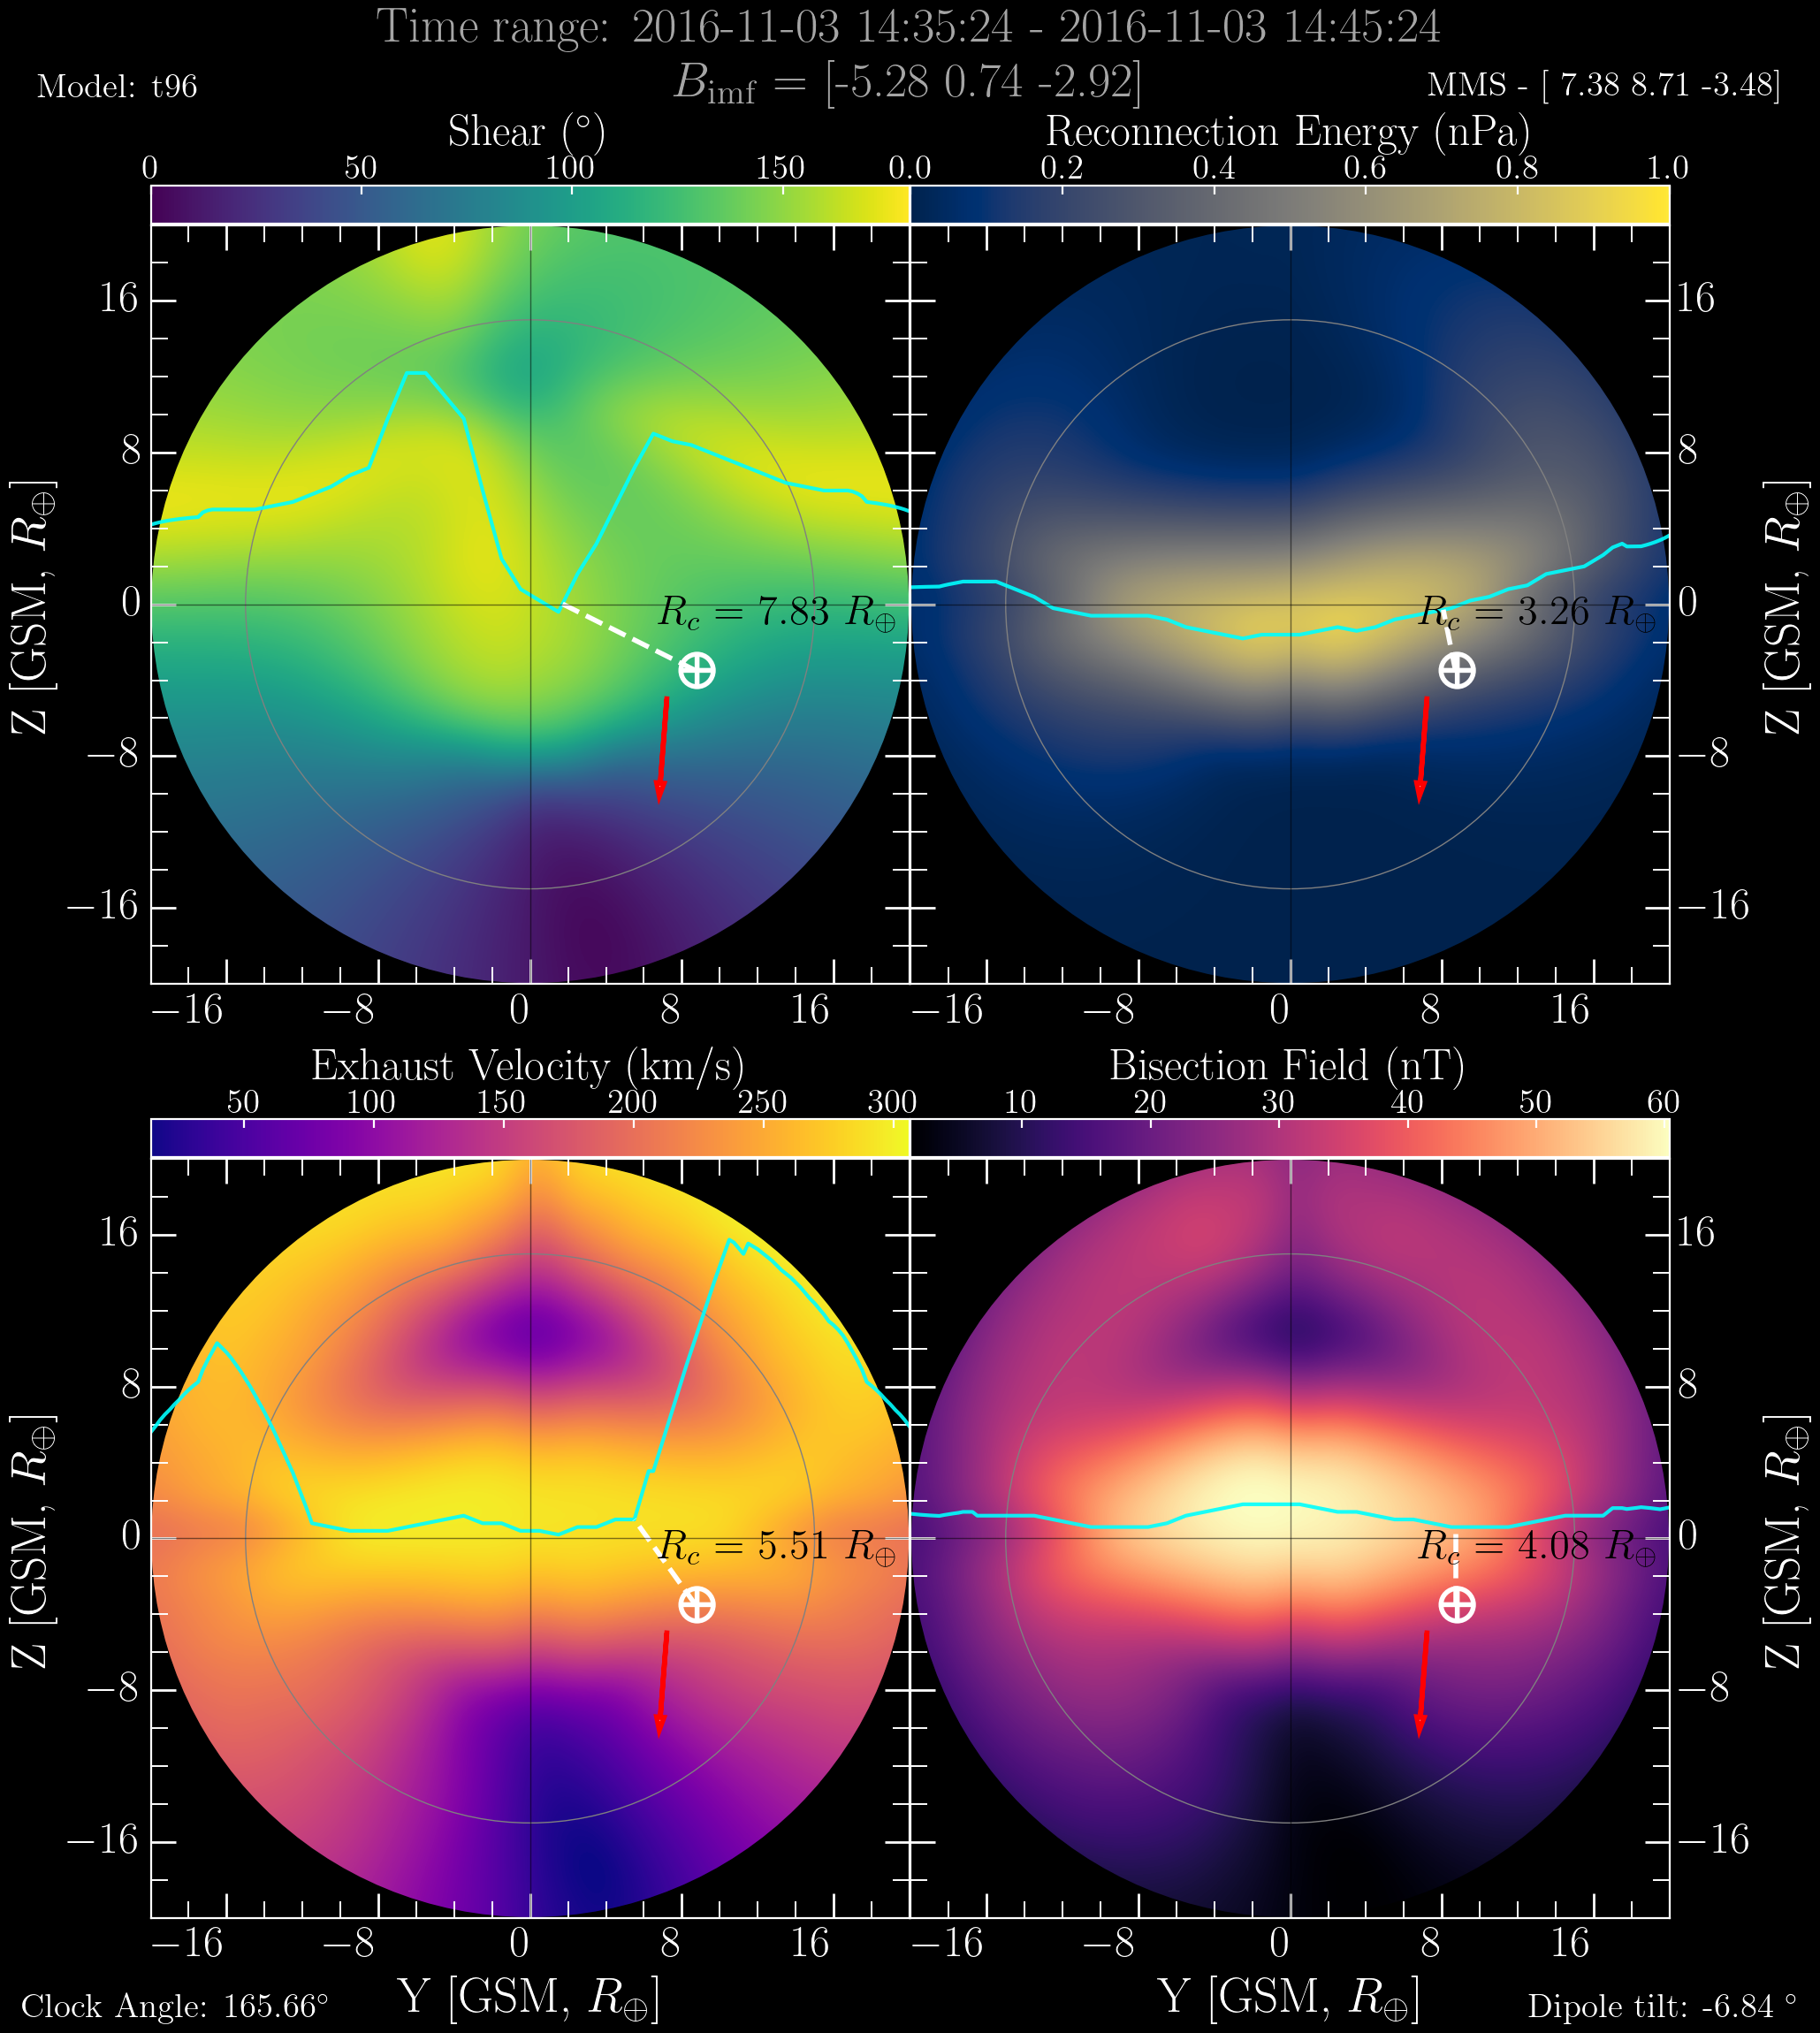 Time range: 2016-11-03 14:35:24 - 2016-11-03 14:45:24
Model: t96
B_imf = [-5.28 0.74 -2.92]
MMS - [ 7.38 8.71 -3.48]
Shear (°)
Reconnection Energy (nPa)
0 50 100 150
0.0 0.2 0.4 0.6 0.8 1.0
Z [GSM, R⊕]
16
8
0
−8
−16
R_c = 7.83 R⊕
−16 −8 0 8 16
R_c = 3.26 R⊕
16
8
0
−8
−16
Z [GSM, R⊕]
−16 −8 0 8 16
Exhaust Velocity (km/s)
Bisection Field (nT)
50 100 150 200 250 300
10 20 30 40 50 60
Z [GSM, R⊕]
16
8
0
−8
−16
R_c = 5.51 R⊕
−16 −8 0 8 16
Y [GSM, R⊕]
R_c = 4.08 R⊕
16
8
0
−8
−16
Z [GSM, R⊕]
−16 −8 0 8 16
Y [GSM, R⊕]
Clock Angle: 165.66°
Dipole tilt: -6.84 °